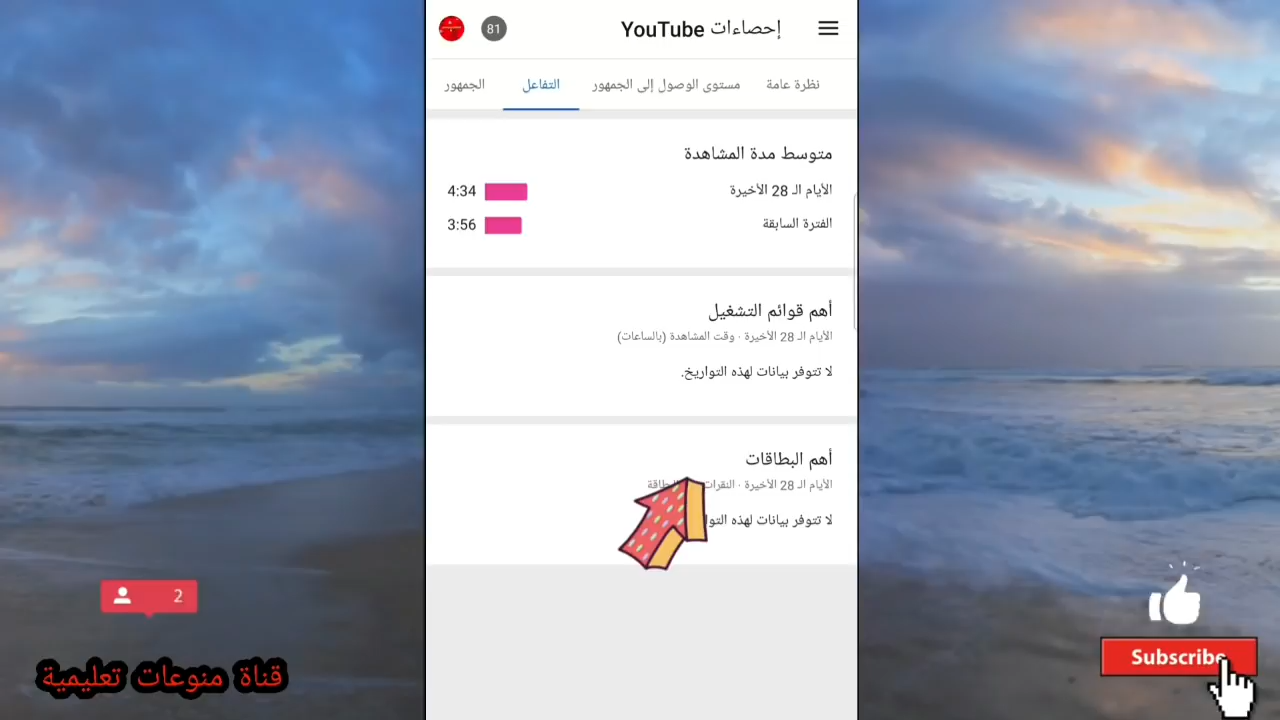 إحصاءات YouTube
81
نظرة عامة
مستوى الوصول إلى الجمهور
التفاعل
الجمهور
متوسط مدة المشاهدة
الأيام الـ 28 الأخيرة 4:34
الفترة السابقة 3:56
أهم قوائم التشغيل
الأيام الـ 28 الأخيرة · وقت المشاهدة (بالساعات)
لا تتوفر بيانات لهذه التواريخ.
أهم البطاقات
الأيام الـ 28 الأخيرة · النقرات
لا تتوفر بيانات لهذه
2
قناة منوعات تعليمية
Subscribe